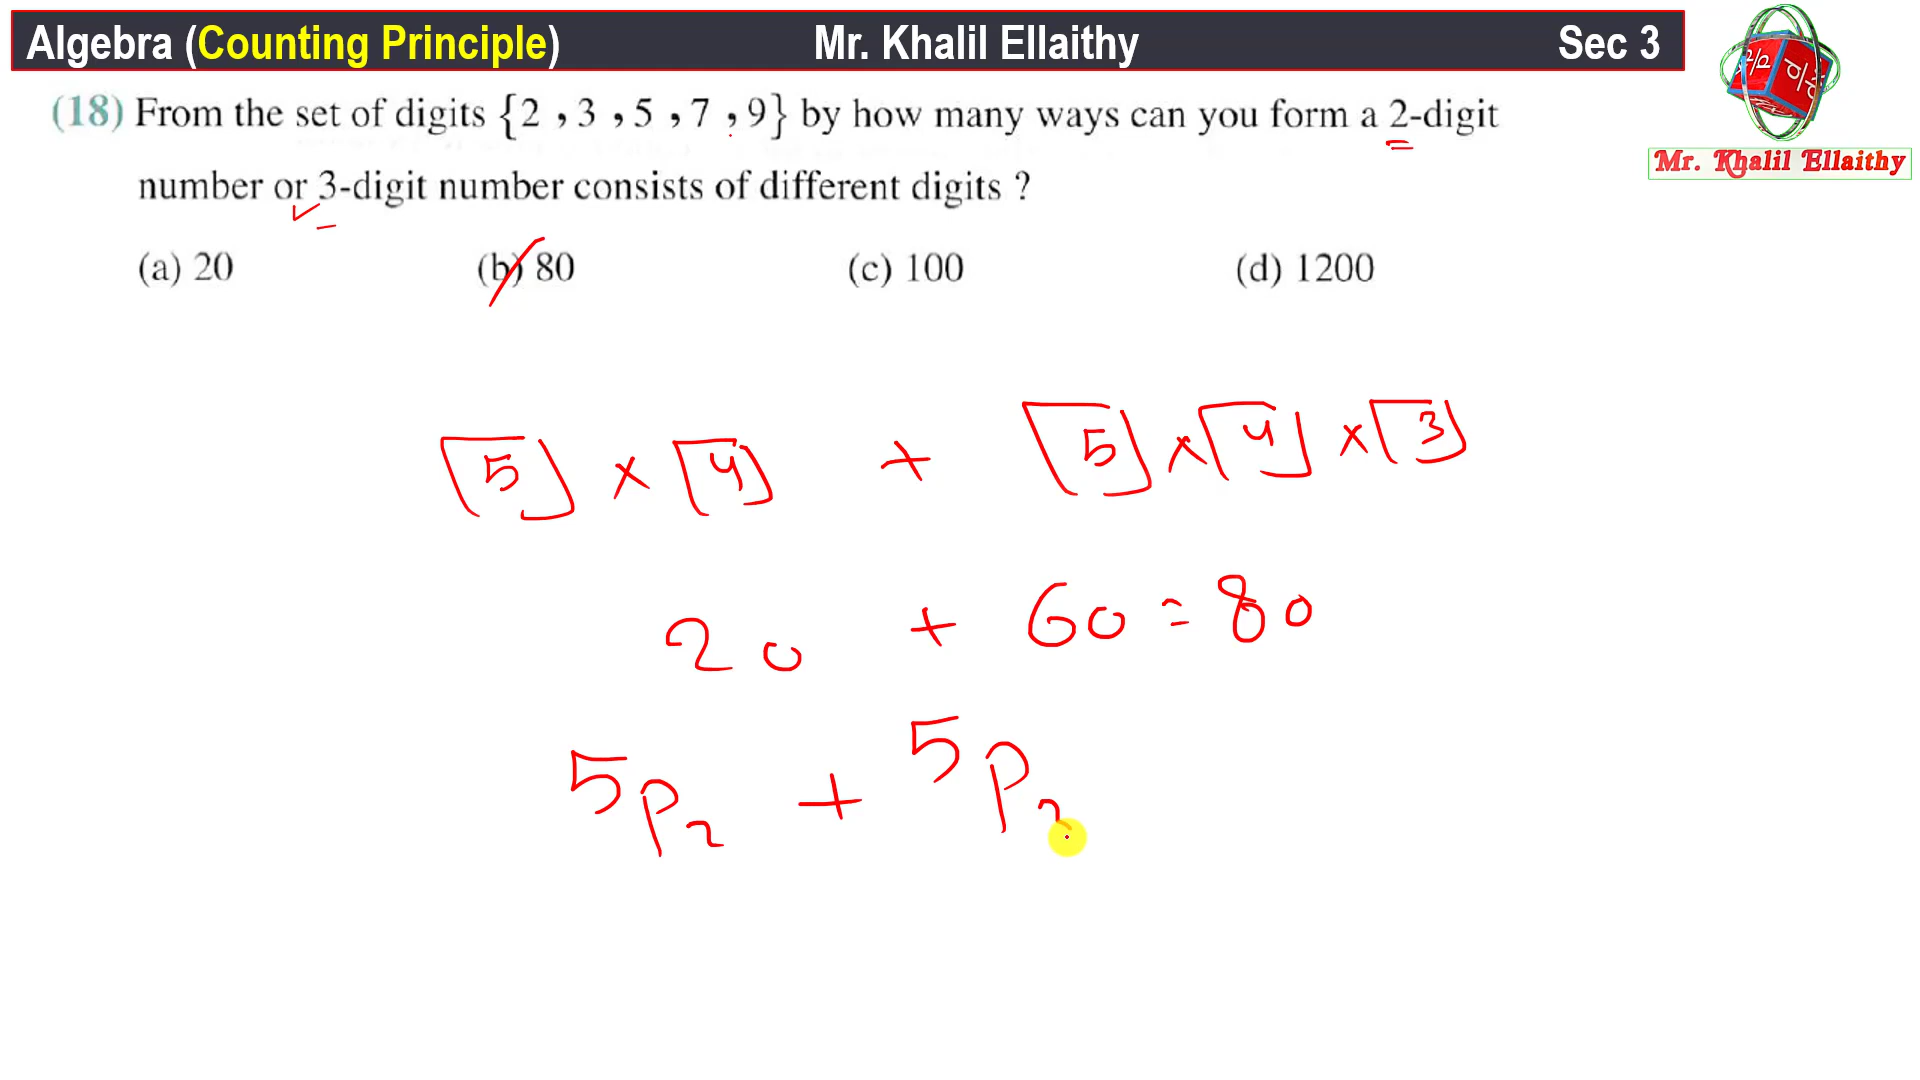 Algebra (Counting Principle) Mr. Khalil Ellaithy Sec 3
Mr. Khalil Ellaithy
(18) From the set of digits {2 , 3 , 5 , 7 , 9} by how many ways can you form a 2-digit
number or 3-digit number consists of different digits ?
(a) 20 (b) 80 (c) 100 (d) 1200
5 × 4 + 5 × 4 × 3
20 + 60 = 80
5P2 + 5P